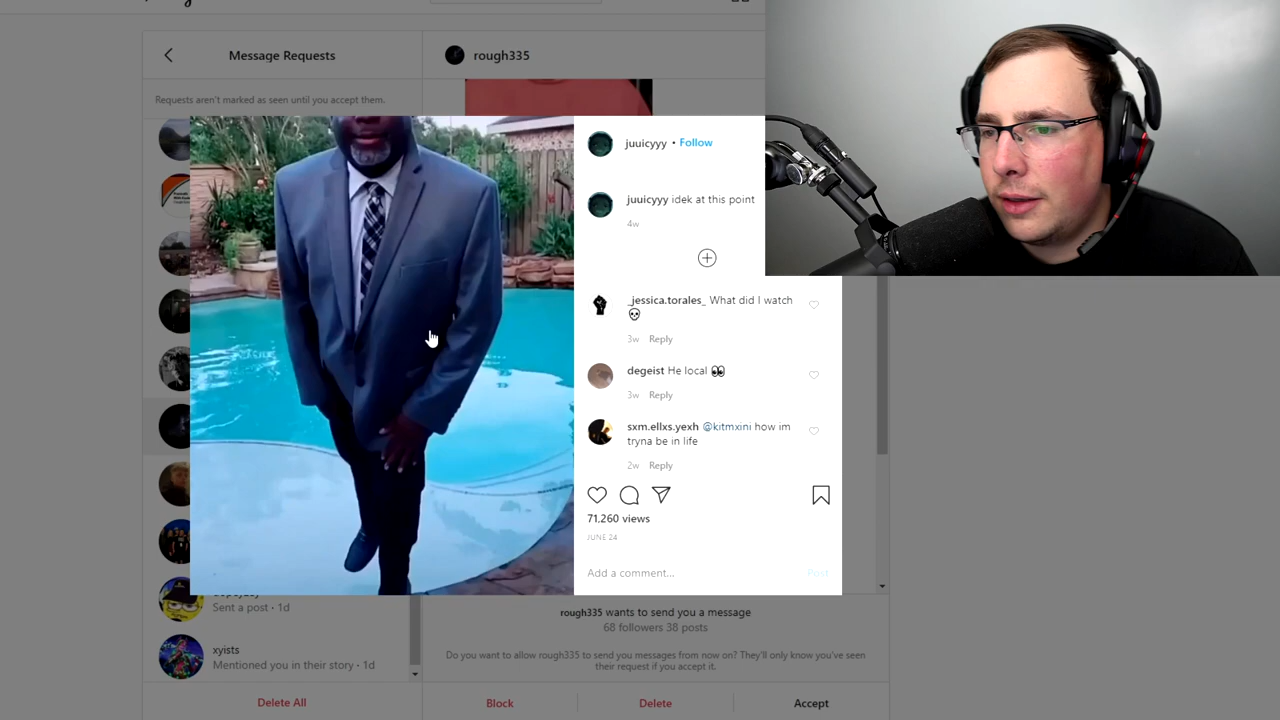 Message Requests
rough335
Requests aren't marked as seen until you accept them.
juuicyyy • Follow
juuicyyy idek at this point
4w
_jessica.torales_ What did I watch
💀
3w Reply
degeist He local 👀
3w Reply
sxm.ellxs.yexh @kitmxini how im
tryna be in life
2w Reply
71,260 views
JUNE 24
Add a comment...
Post
Sent a post · 1d
xyists
Mentioned you in their story · 1d
Delete All
rough335 wants to send you a message
68 followers 38 posts
Do you want to allow rough335 to send you messages from now on? They'll only know you've seen
their request if you accept it.
Block
Delete
Accept